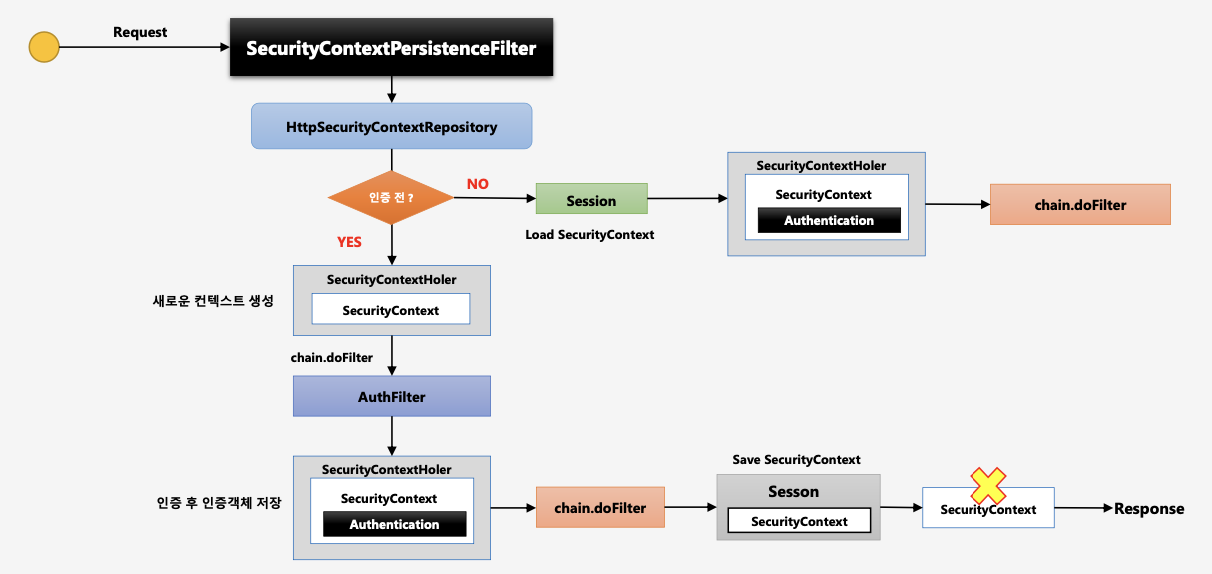 Request
SecurityContextPersistenceFilter
HttpSecurityContextRepository
인증 전 ?
NO
YES
Session
Load SecurityContext
SecurityContextHoler
SecurityContext
Authentication
chain.doFilter
새로운 컨텍스트 생성
SecurityContextHoler
SecurityContext
chain.doFilter
AuthFilter
인증 후 인증객체 저장
SecurityContextHoler
SecurityContext
Authentication
chain.doFilter
Save SecurityContext
Sesson
SecurityContext
SecurityContext
Response